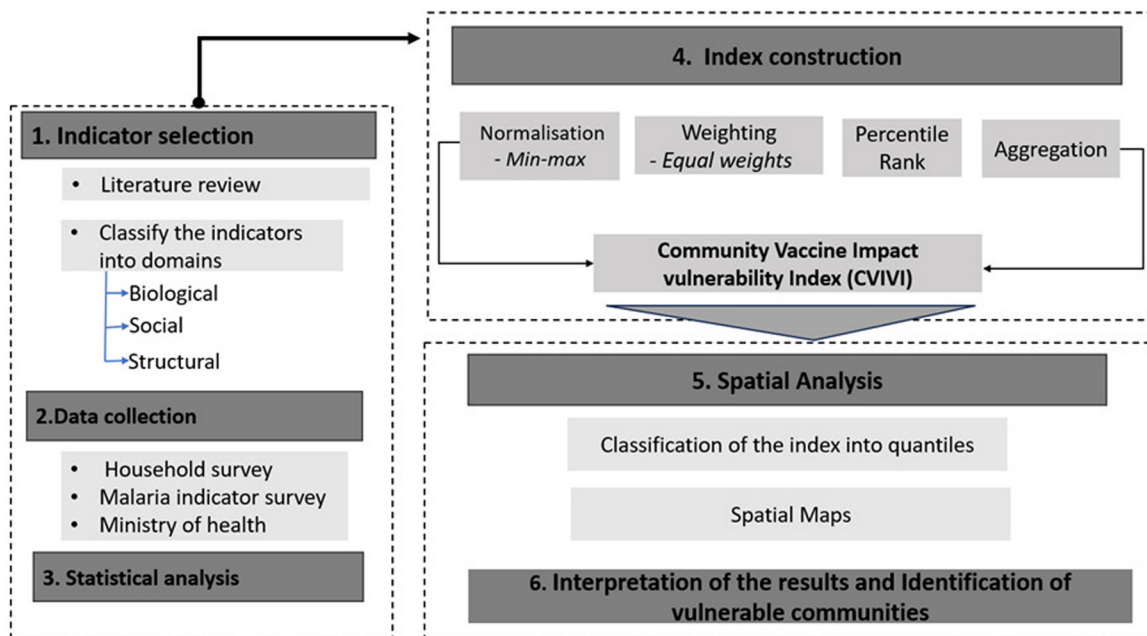 1. Indicator selection
• Literature review
• Classify the indicators
into domains
Biological
Social
Structural
2.Data collection
• Household survey
• Malaria indicator survey
• Ministry of health
3. Statistical analysis
4. Index construction
Normalisation
- Min-max
Weighting
- Equal weights
Percentile
Rank
Aggregation
Community Vaccine Impact
vulnerability Index (CVIVI)
5. Spatial Analysis
Classification of the index into quantiles
Spatial Maps
6. Interpretation of the results and Identification of
vulnerable communities